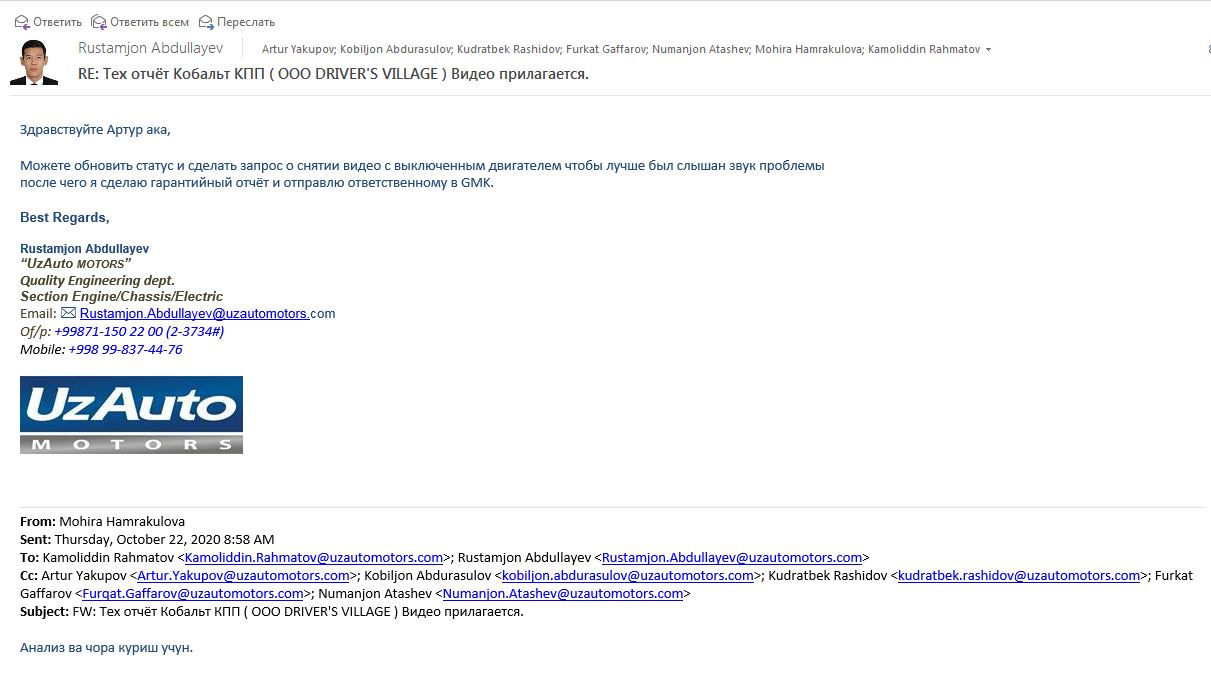 Ответить Ответить всем Переслать
Rustamjon Abdullayev Artur Yakupov; Kobiljon Abdurasulov; Kudratbek Rashidov; Furkat Gaffarov; Numanjon Atashev; Mohira Hamrakulova; Kamoliddin Rahmatov
RE: Тех отчёт Кобальт КПП ( ООО DRIVER'S VILLAGE ) Видео прилагается.
Здравствуйте Артур ака,
Можете обновить статус и сделать запрос о снятии видео с выключенным двигателем чтобы лучше был слышан звук проблемы
после чего я сделаю гарантийный отчёт и отправлю ответственному в GMK.
Best Regards,
Rustamjon Abdullayev
“UzAuto MOTORS”
Quality Engineering dept.
Section Engine/Chassis/Electric
Email: Rustamjon.Abdullayev@uzautomotors.com
Of/p: +99871-150 22 00 (2-3734#)
Mobile: +998 99-837-44-76
UzAuto
MOTORS
From: Mohira Hamrakulova
Sent: Thursday, October 22, 2020 8:58 AM
To: Kamoliddin Rahmatov <Kamoliddin.Rahmatov@uzautomotors.com>; Rustamjon Abdullayev <Rustamjon.Abdullayev@uzautomotors.com>
Cc: Artur Yakupov <Artur.Yakupov@uzautomotors.com>; Kobiljon Abdurasulov <kobiljon.abdurasulov@uzautomotors.com>; Kudratbek Rashidov <kudratbek.rashidov@uzautomotors.com>; Furkat
Gaffarov <Furqat.Gaffarov@uzautomotors.com>; Numanjon Atashev <Numanjon.Atashev@uzautomotors.com>
Subject: FW: Тех отчёт Кобальт КПП ( ООО DRIVER'S VILLAGE ) Видео прилагается.
Анализ ва чора куриш учун.